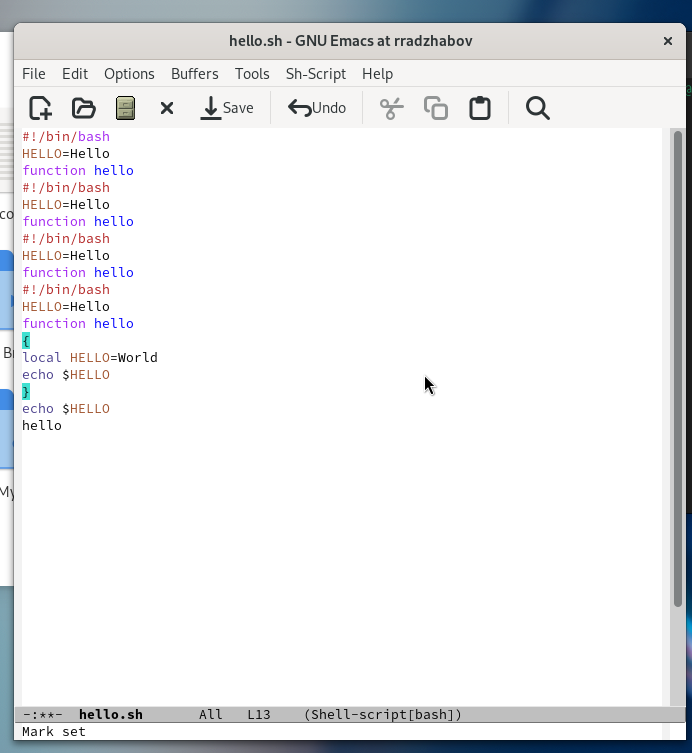 hello.sh - GNU Emacs at rradzhabov
File Edit Options Buffers Tools Sh-Script Help
Save Undo
#!/bin/bash
HELLO=Hello
function hello
#!/bin/bash
HELLO=Hello
function hello
#!/bin/bash
HELLO=Hello
function hello
#!/bin/bash
HELLO=Hello
function hello
{
local HELLO=World
echo $HELLO
}
echo $HELLO
hello
-:**- hello.sh All L13 (Shell-script[bash])
Mark set